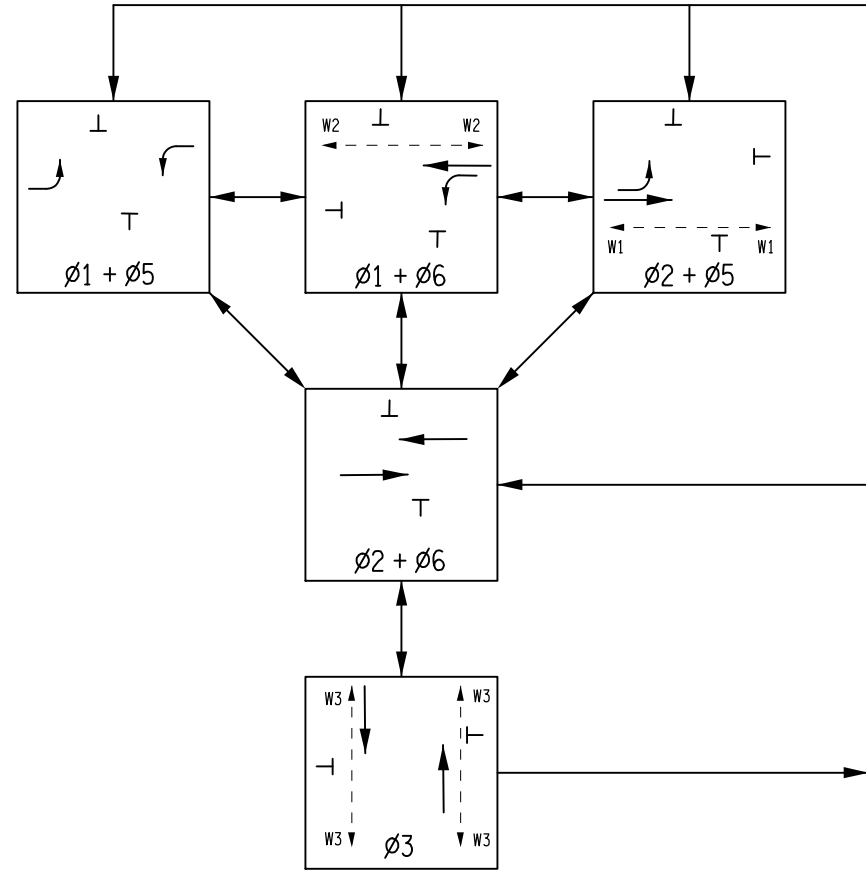 W2 W2
W1 W1
Ø1 + Ø5
Ø1 + Ø6
Ø2 + Ø5
Ø2 + Ø6
W3 W3
W3 W3
Ø3